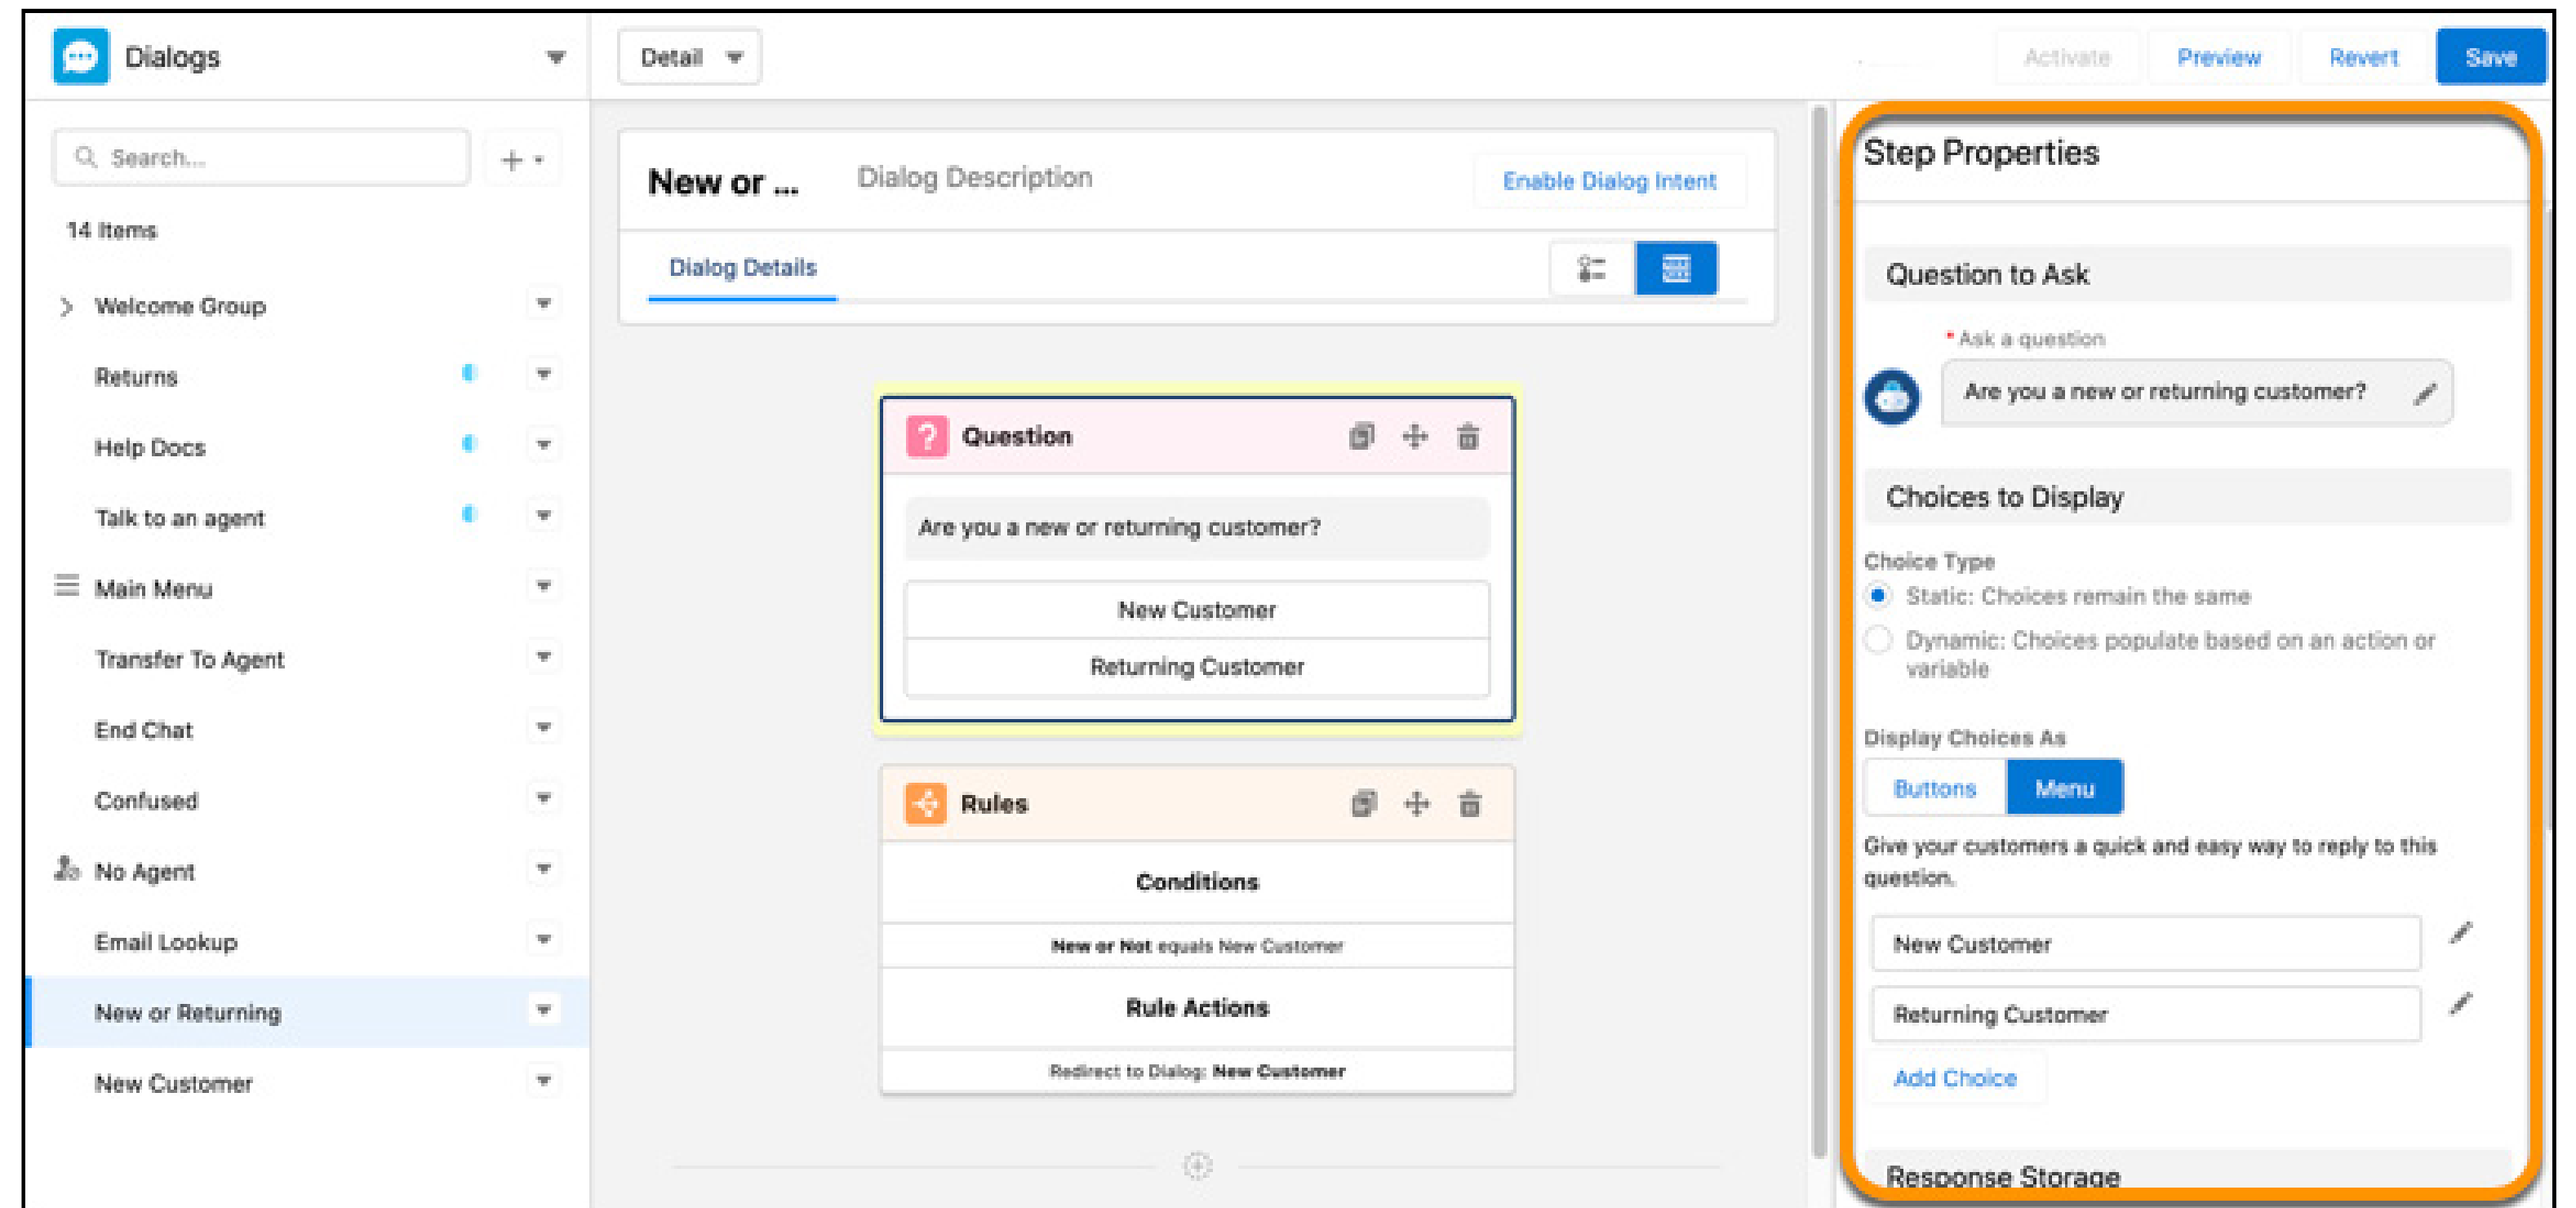 Dialogs
Detail
Activate
Preview
Revert
Save
Search...
14 Items
Welcome Group
Returns
Help Docs
Talk to an agent
Main Menu
Transfer To Agent
End Chat
Confused
No Agent
Email Lookup
New or Returning
New Customer
New or ...
Dialog Description
Enable Dialog Intent
Dialog Details
Question
Are you a new or returning customer?
New Customer
Returning Customer
Rules
Conditions
New or Not equals New Customer
Rule Actions
Redirect to Dialog: New Customer
Step Properties
Question to Ask
* Ask a question
Are you a new or returning customer?
Choices to Display
Choice Type
Static: Choices remain the same
Dynamic: Choices populate based on an action or
variable
Display Choices As
Buttons
Menu
Give your customers a quick and easy way to reply to this
question.
New Customer
Returning Customer
Add Choice
Response Storage